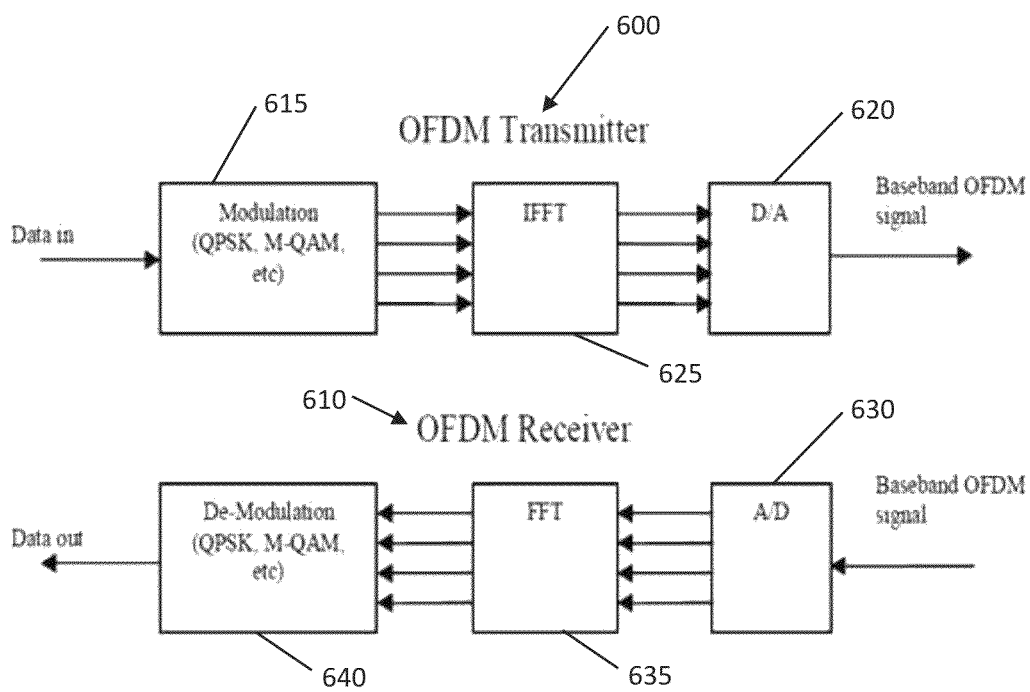 600
615
OFDM Transmitter
620
Data in
Modulation
(QPSK, M-QAM,
etc)
IFFT
D/A
Baseband OFDM
signal
625
610
OFDM Receiver
630
Data out
De-Modulation
(QPSK, M-QAM,
etc)
FFT
A/D
Baseband OFDM
signal
640
635